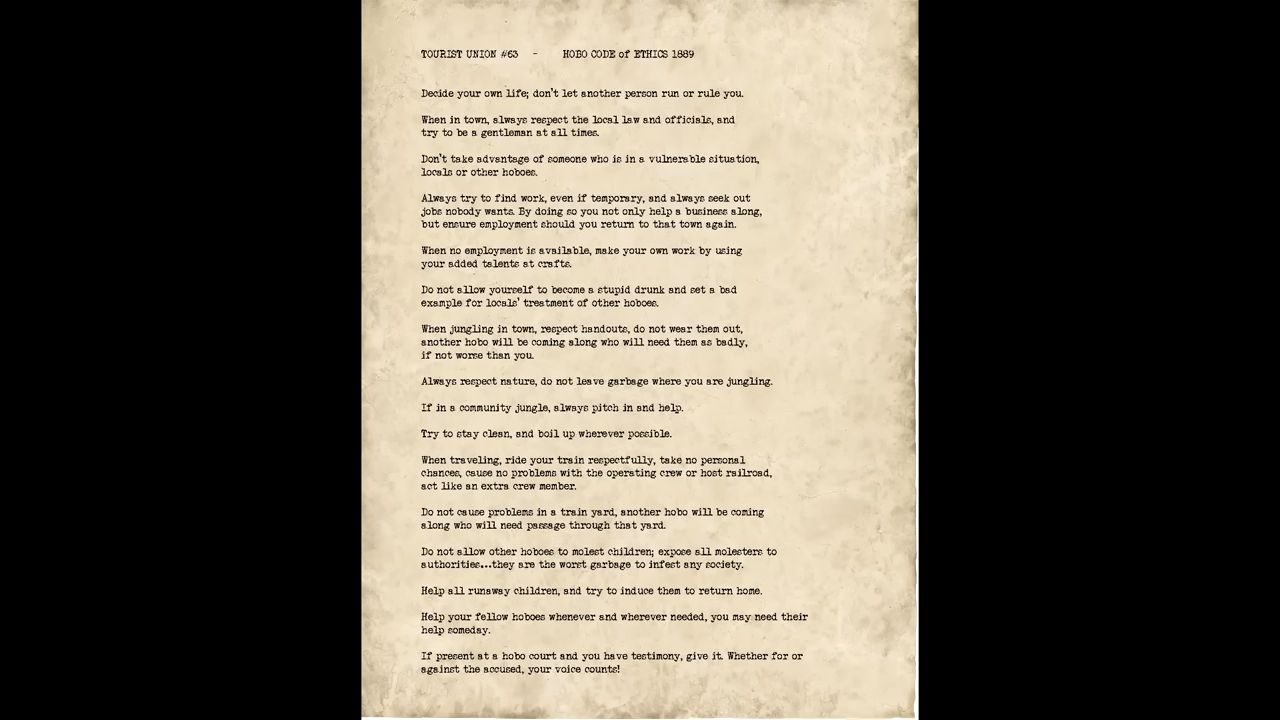 TOURIST UNION #63 - HOBO CODE of ETHICS 1889
Decide your own life; don't let another person run or rule you.
When in town, always respect the local law and officials, and
try to be a gentleman at all times.
Don't take advantage of someone who is in a vulnerable situation,
locals or other hoboes.
Always try to find work, even if temporary, and always seek out
jobs nobody wants. By doing so you not only help a business along,
but ensure employment should you return to that town again.
When no employment is available, make your own work by using
your added talents at crafts.
Do not allow yourself to become a stupid drunk and set a bad
example for locals' treatment of other hoboes.
When jungling in town, respect handouts, do not wear them out,
another hobo will be coming along who will need them as badly,
if not worse than you.
Always respect nature, do not leave garbage where you are jungling.
If in a community jungle, always pitch in and help.
Try to stay clean, and boil up wherever possible.
When traveling, ride your train respectfully, take no personal
chances, cause no problems with the operating crew or host railroad,
act like an extra crew member.
Do not cause problems in a train yard, another hobo will be coming
along who will need passage through that yard.
Do not allow other hoboes to molest children; expose all molesters to
authorities...they are the worst garbage to infest any society.
Help all runaway children, and try to induce them to return home.
Help your fellow hoboes whenever and wherever needed, you may need their
help someday.
If present at a hobo court and you have testimony, give it. Whether for or
against the accused, your voice counts!